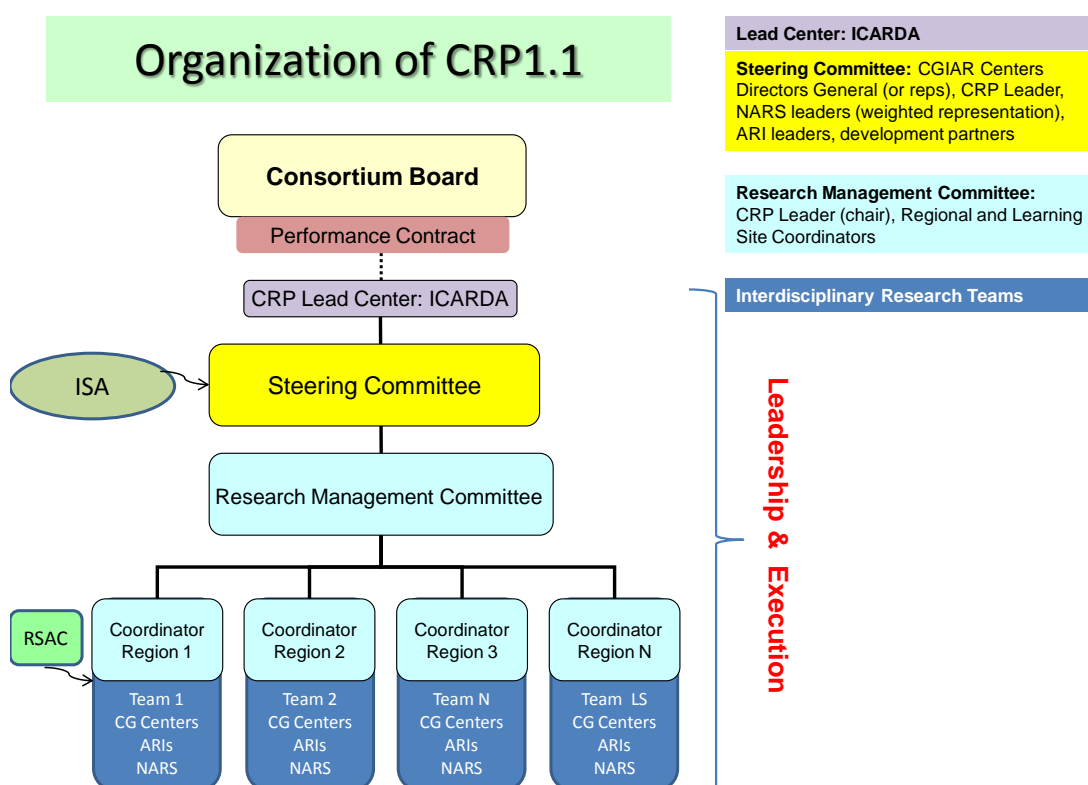 Organization of CRP1.1
Consortium Board
Performance Contract
CRP Lead Center: ICARDA
ISA
Steering Committee
Research Management Committee
RSAC
Coordinator
Region 1
Team 1
CG Centers
ARIs
NARS
Coordinator
Region 2
Team 2
CG Centers
ARIs
NARS
Coordinator
Region 3
Team N
CG Centers
ARIs
NARS
Coordinator
Region N
Team LS
CG Centers
ARIs
NARS
Lead Center: ICARDA
Steering Committee: CGIAR Centers
Directors General (or reps), CRP Leader,
NARS leaders (weighted representation),
ARI leaders, development partners
Research Management Committee:
CRP Leader (chair), Regional and Learning
Site Coordinators
Interdisciplinary Research Teams
Leadership & Execution